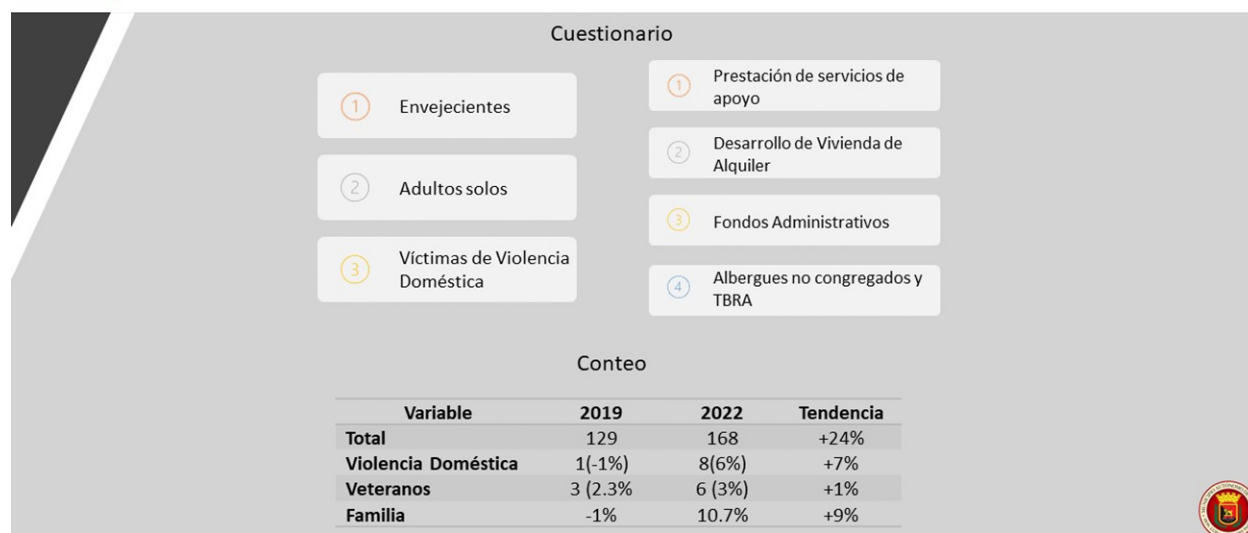 Cuestionario
1 Envejecientes
2 Adultos solos
3 Víctimas de Violencia
Doméstica
1 Prestación de servicios de
apoyo
2 Desarrollo de Vivienda de
Alquiler
3 Fondos Administrativos
4 Albergues no congregados y
TBRA
Conteo
Variable 2019 2022 Tendencia
Total 129 168 +24%
Violencia Doméstica 1(-1%) 8(6%) +7%
Veteranos 3 (2.3% 6 (3%) +1%
Familia -1% 10.7% +9%